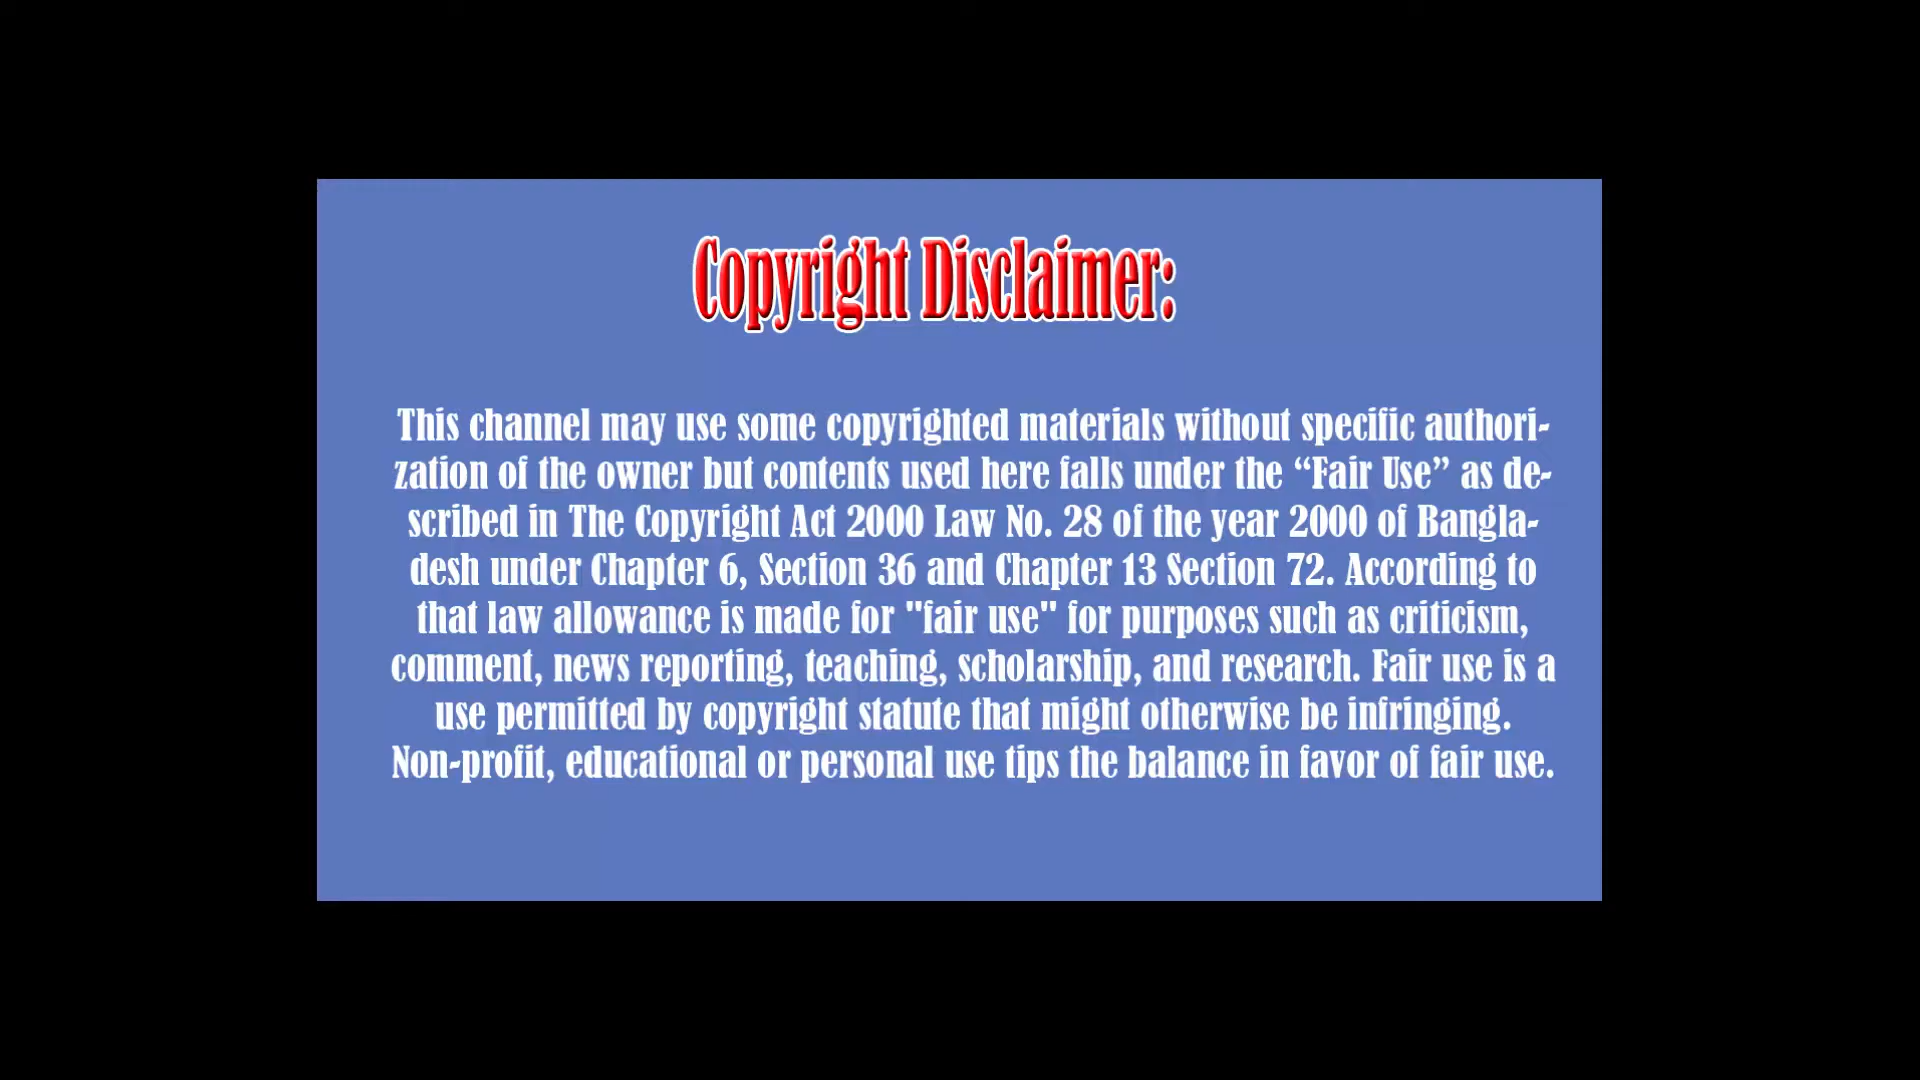 Copyright Disclaimer:
This channel may use some copyrighted materials without specific authori-
zation of the owner but contents used here falls under the “Fair Use” as de-
scribed in The Copyright Act 2000 Law No. 28 of the year 2000 of Bangla-
desh under Chapter 6, Section 36 and Chapter 13 Section 72. According to
that law allowance is made for "fair use" for purposes such as criticism,
comment, news reporting, teaching, scholarship, and research. Fair use is a
use permitted by copyright statute that might otherwise be infringing.
Non-profit, educational or personal use tips the balance in favor of fair use.